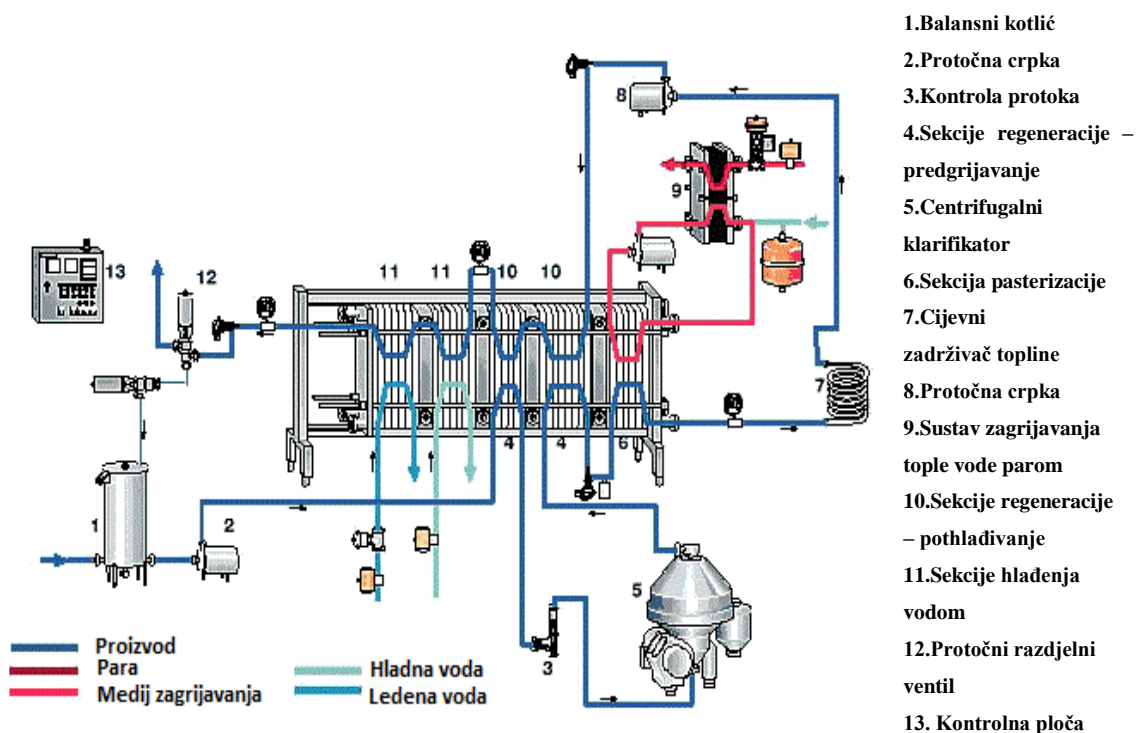 1.Balansni kotlić
2.Protočna crpka
3.Kontrola protoka
4.Sekcije regeneracije –
predgrijavanje
5.Centrifugalni
klarifikator
6.Sekcija pasterizacije
7.Cijevni
zadrživač topline
8.Protočna crpka
9.Sustav zagrijavanja
tople vode parom
10.Sekcije regeneracije
– pothlađivanje
11.Sekcije hlađenja
vodom
12.Protočni razdjelni
ventil
13. Kontrolna ploča
8
9
13
12
11
11
10
10
7
4
4
6
1
2
5
3
Proizvod
Para
Medij zagrijavanja
Hladna voda
Ledena voda